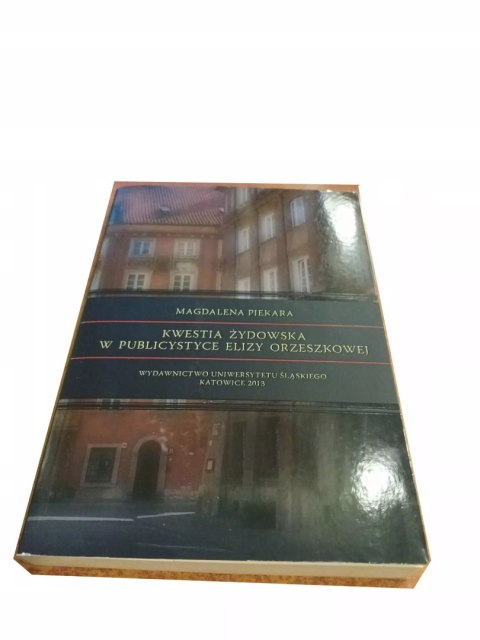 MAGDALENA PIEKARA
KWESTIA ŻYDOWSKA
W PUBLICYSTYCE ELIZY ORZESZKOWEJ
WYDAWNICTWO UNIWERSYTETU ŚLĄSKIEGO
KATOWICE 2013